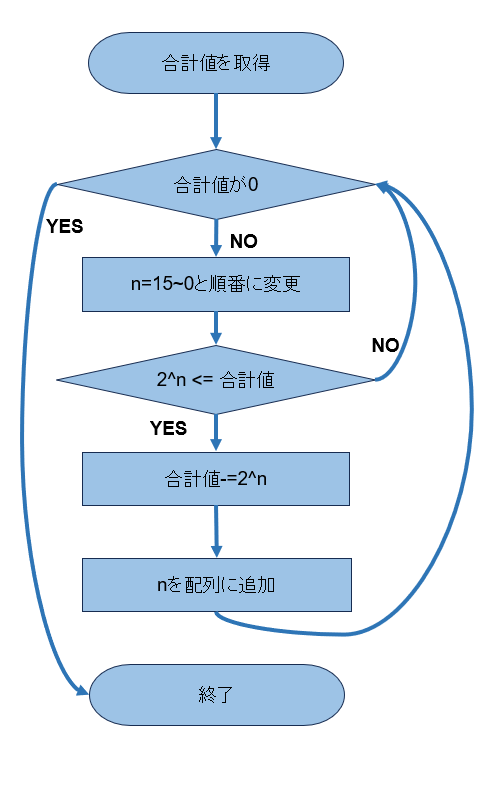 合計値を取得
合計値が0
YES
NO
n=15~0と順番に変更
NO
2^n <= 合計値
YES
合計値-=2^n
nを配列に追加
終了